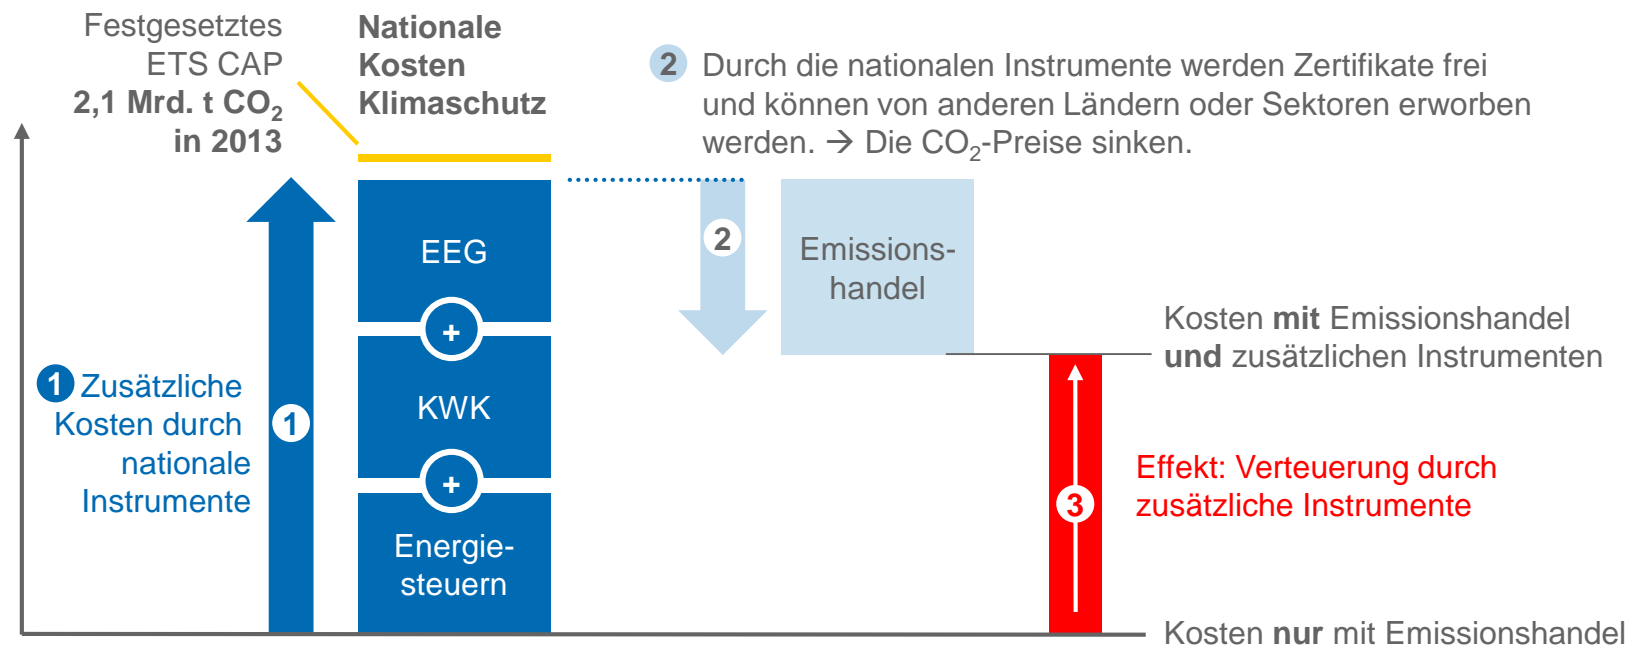 Festgesetztes
ETS CAP
2,1 Mrd. t CO₂
in 2013
Nationale
Kosten
Klimaschutz
2 Durch die nationalen Instrumente werden Zertifikate frei
und können von anderen Ländern oder Sektoren erworben
werden. → Die CO₂-Preise sinken.
EEG
+
KWK
+
Energie-
steuern
1 Zusätzliche
Kosten durch
nationale
Instrumente
1
2
Emissions-
handel
Kosten mit Emissionshandel
und zusätzlichen Instrumenten
Effekt: Verteuerung durch
zusätzliche Instrumente
3
Kosten nur mit Emissionshandel